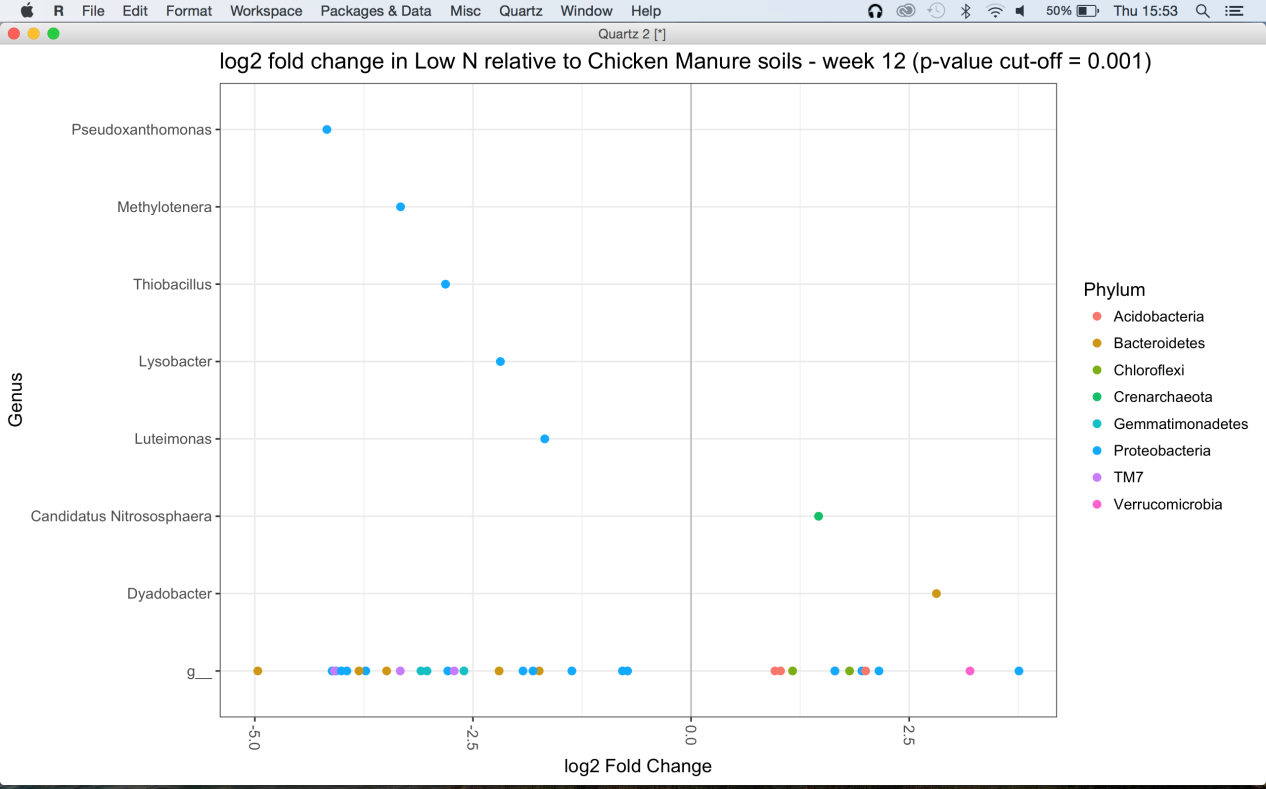 R File Edit Format Workspace Packages & Data Misc Quartz Window Help 50% Thu 15:53
Quartz 2 [*]
log2 fold change in Low N relative to Chicken Manure soils - week 12 (p-value cut-off = 0.001)
Genus
Pseudoxanthomonas
Methylotenera
Thiobacillus
Lysobacter
Luteimonas
Candidatus Nitrososphaera
Dyadobacter
g__
-5.0
-2.5
0.0
2.5
log2 Fold Change
Phylum
Acidobacteria
Bacteroidetes
Chloroflexi
Crenarchaeota
Gemmatimonadetes
Proteobacteria
TM7
Verrucomicrobia